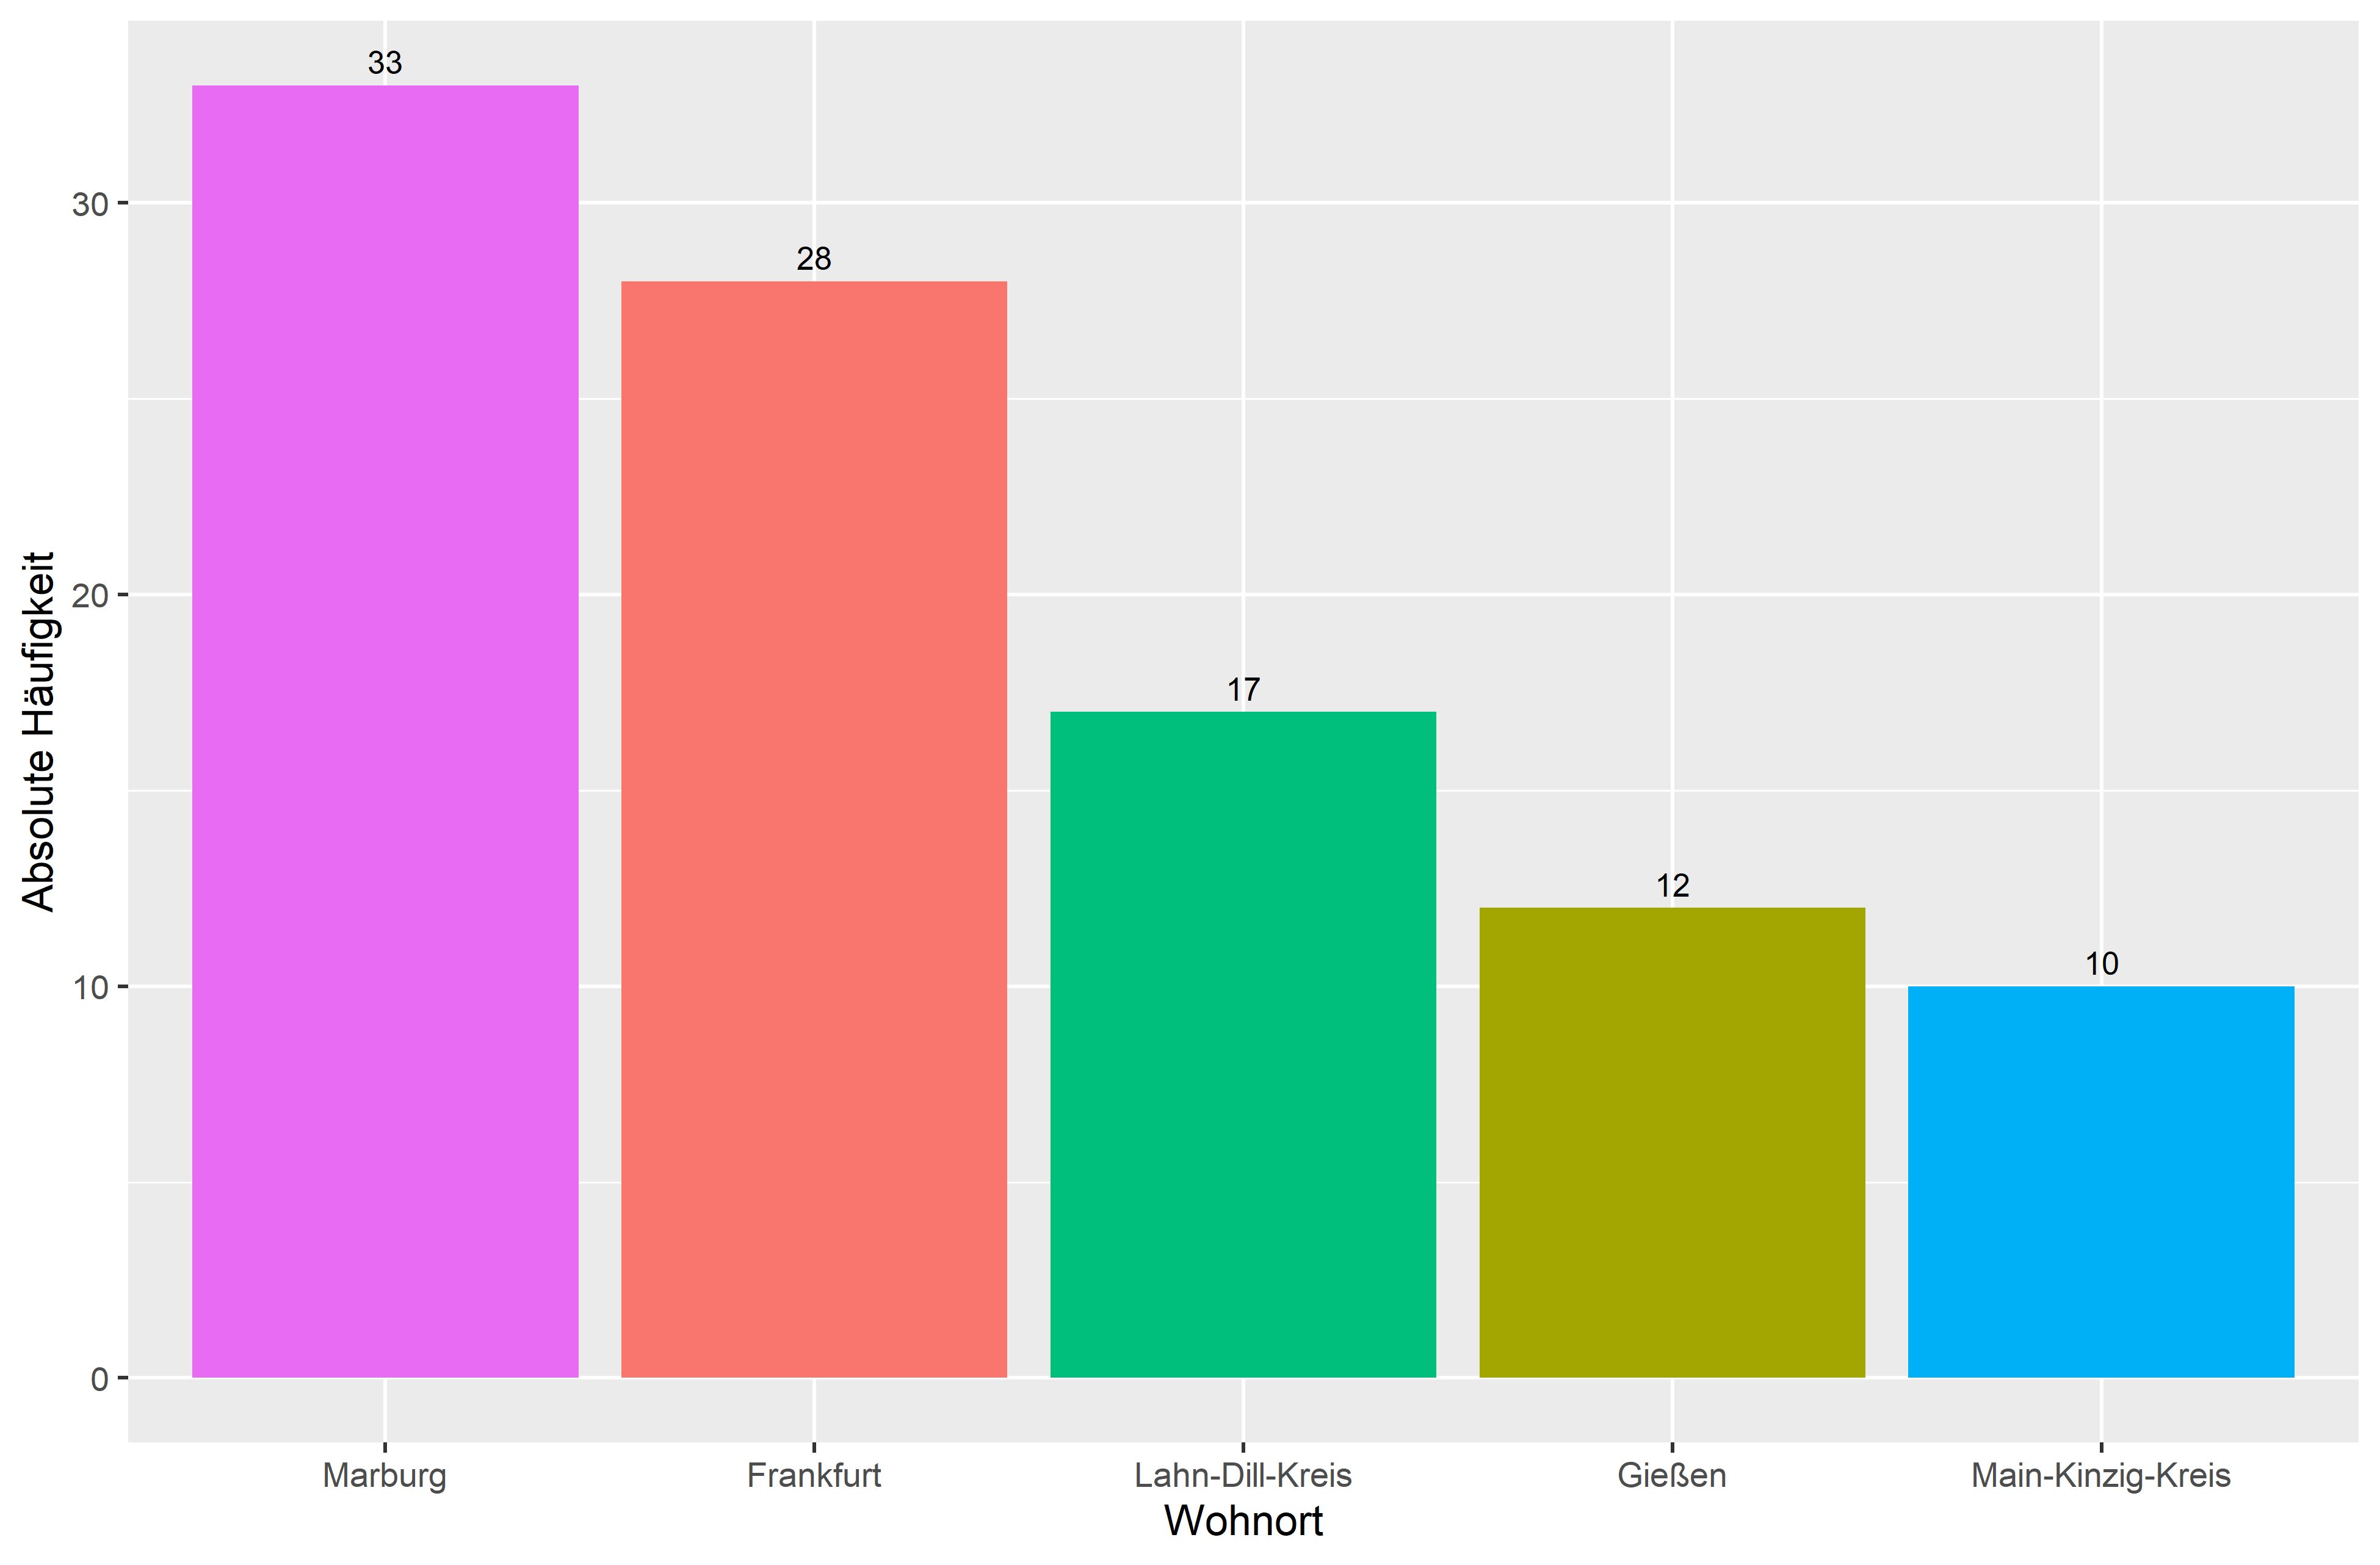 33
28
17
12
10
30
20
10
0
Absolute Häufigkeit
Marburg
Frankfurt
Lahn-Dill-Kreis
Gießen
Main-Kinzig-Kreis
Wohnort